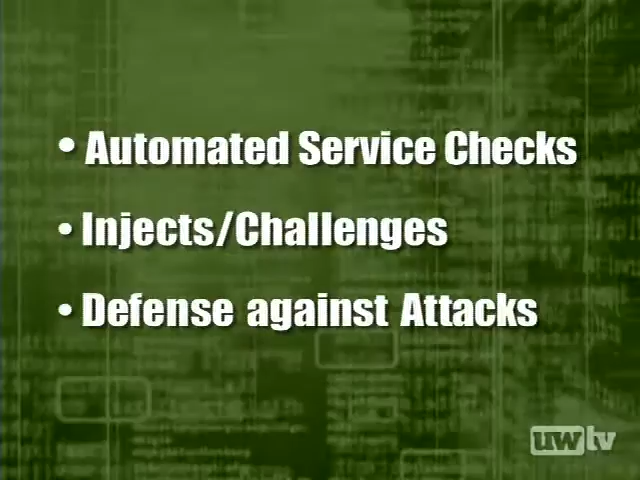 • Automated Service Checks
• Injects/Challenges
• Defense against Attacks
uwtv